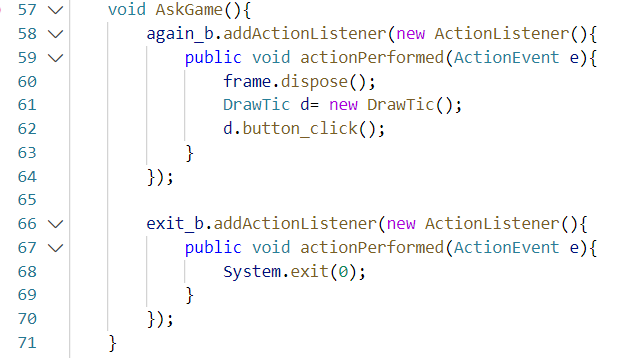 57 void AskGame(){
58 again_b.addActionListener(new ActionListener(){
59 public void actionPerformed(ActionEvent e){
60 frame.dispose();
61 DrawTic d= new DrawTic();
62 d.button_click();
63 }
64 });
65
66 exit_b.addActionListener(new ActionListener(){
67 public void actionPerformed(ActionEvent e){
68 System.exit(0);
69 }
70 });
71 }